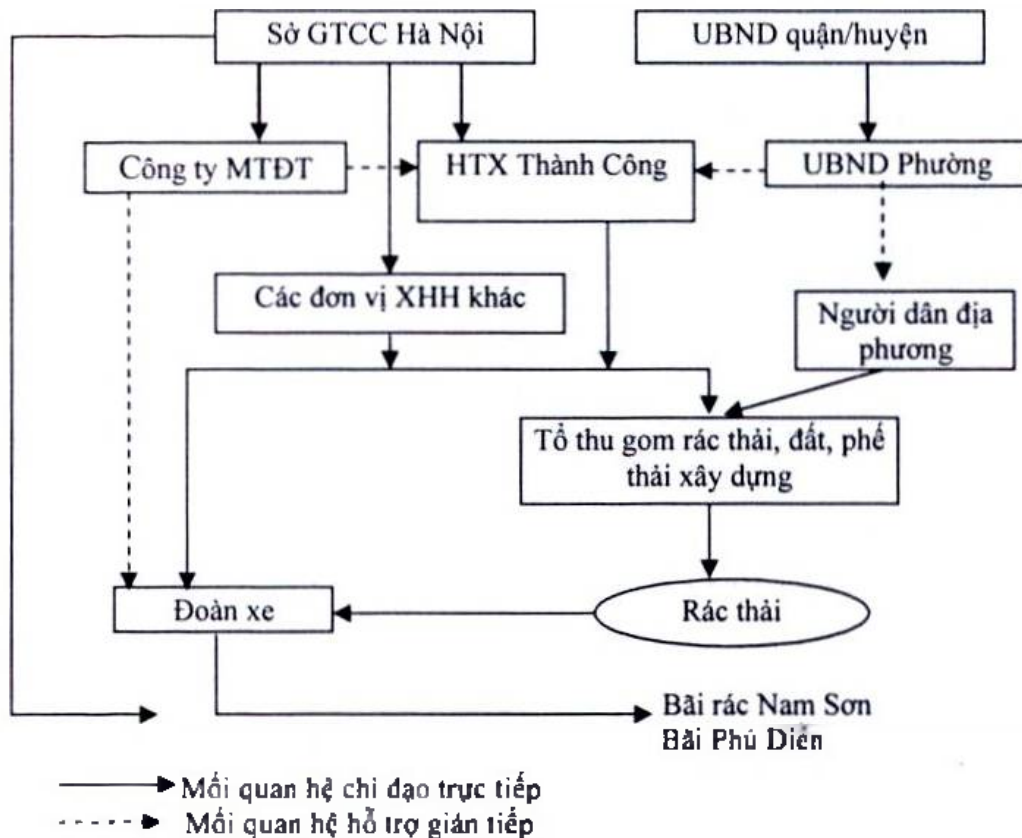 Sở GTCC Hà Nội
UBND quận/huyện
Công ty MTĐT
HTX Thành Công
UBND Phường
Các đơn vị XHH khác
Người dân địa
phương
Tổ thu gom rác thải, đất, phế
thải xây dựng
Đoàn xe
Rác thải
Bãi rác Nam Sơn
Bãi Phú Diễn
Mối quan hệ chỉ đạo trực tiếp
Mối quan hệ hỗ trợ gián tiếp